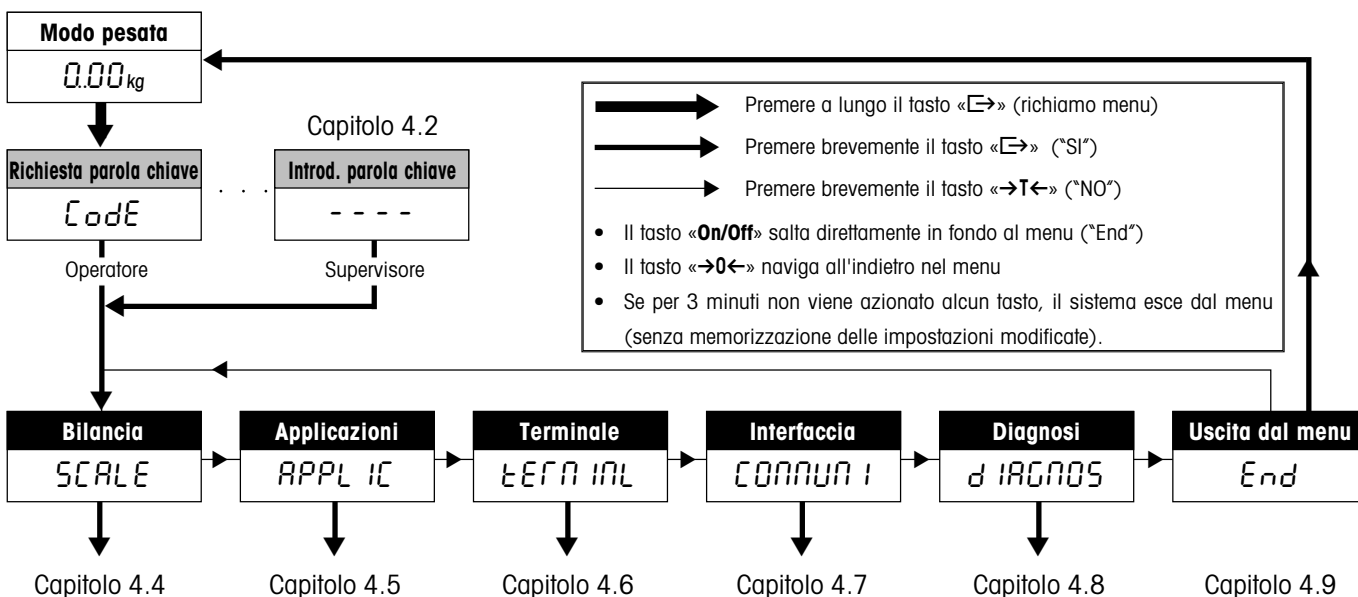 Modo pesata
0.00 kg
Capitolo 4.2
Richiesta parola chiave
CodE
Operatore
. . .
Introd. parola chiave
- - - -
Supervisore
Premere a lungo il tasto «⎆» (richiamo menu)
Premere brevemente il tasto «⎆» ("SI")
Premere brevemente il tasto «→T←» ("NO")
• Il tasto «On/Off» salta direttamente in fondo al menu ("End")
• Il tasto «→0←» naviga all'indietro nel menu
• Se per 3 minuti non viene azionato alcun tasto, il sistema esce dal menu
(senza memorizzazione delle impostazioni modificate).
Bilancia
SCALE
Capitolo 4.4
Applicazioni
APPLIC
Capitolo 4.5
Terminale
tErMINL
Capitolo 4.6
Interfaccia
COMMUNI
Capitolo 4.7
Diagnosi
dIAGNOS
Capitolo 4.8
Uscita dal menu
End
Capitolo 4.9